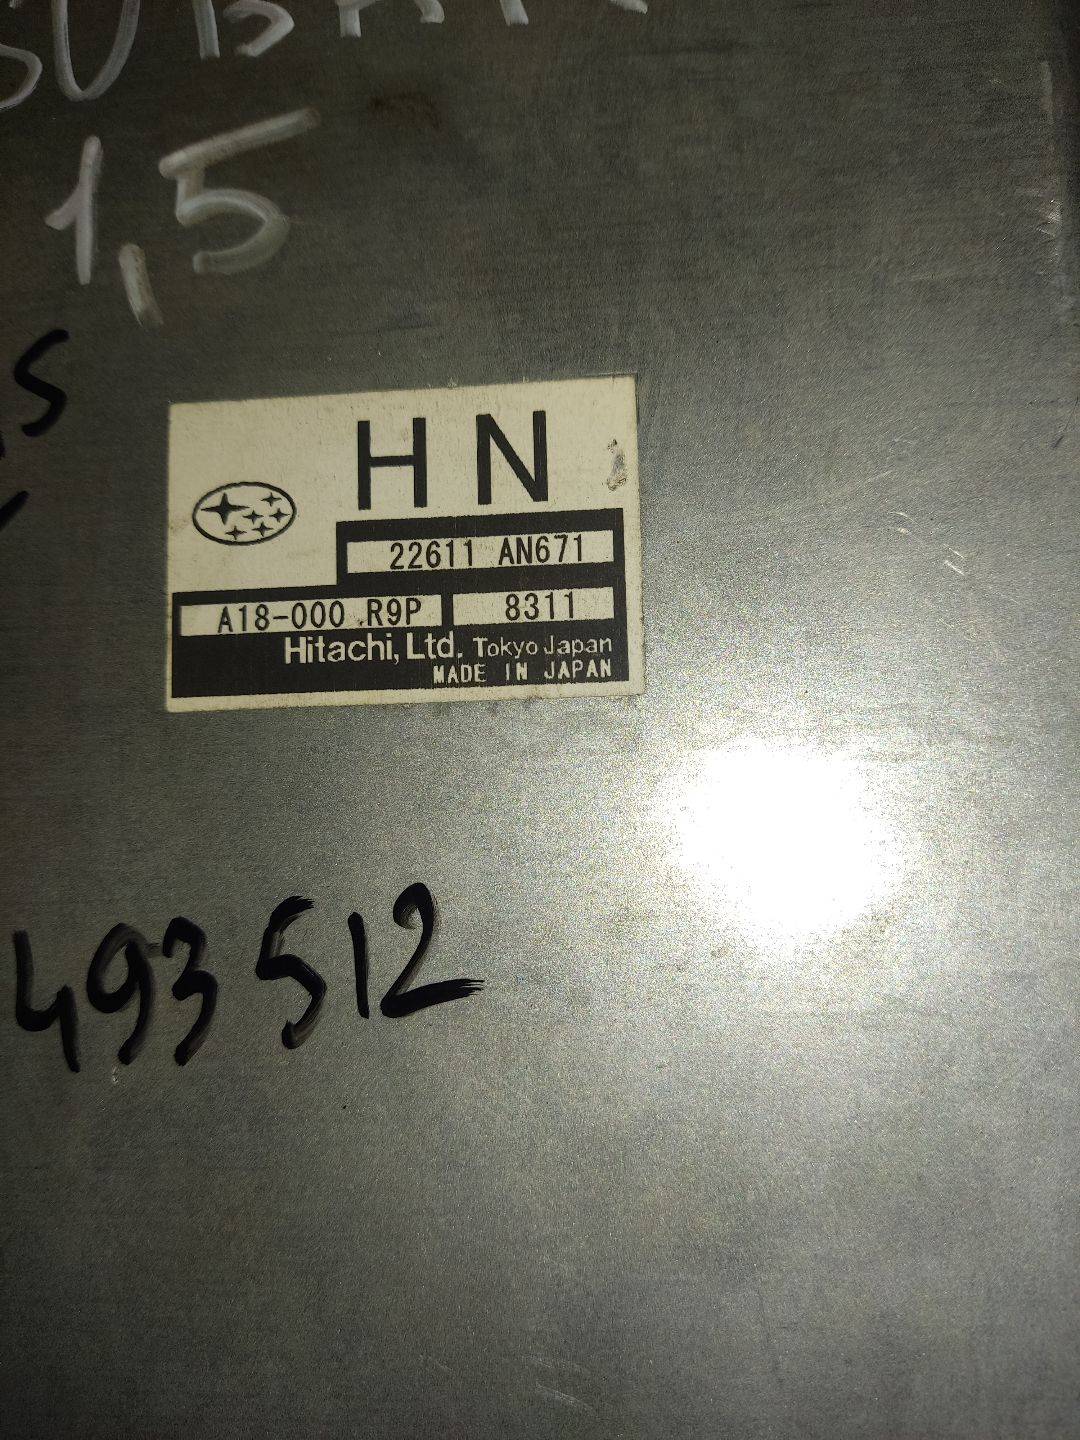 1,5
HN
22611 AN671
A18-000 R9P 8311
Hitachi, Ltd. Tokyo Japan
MADE IN JAPAN
493512